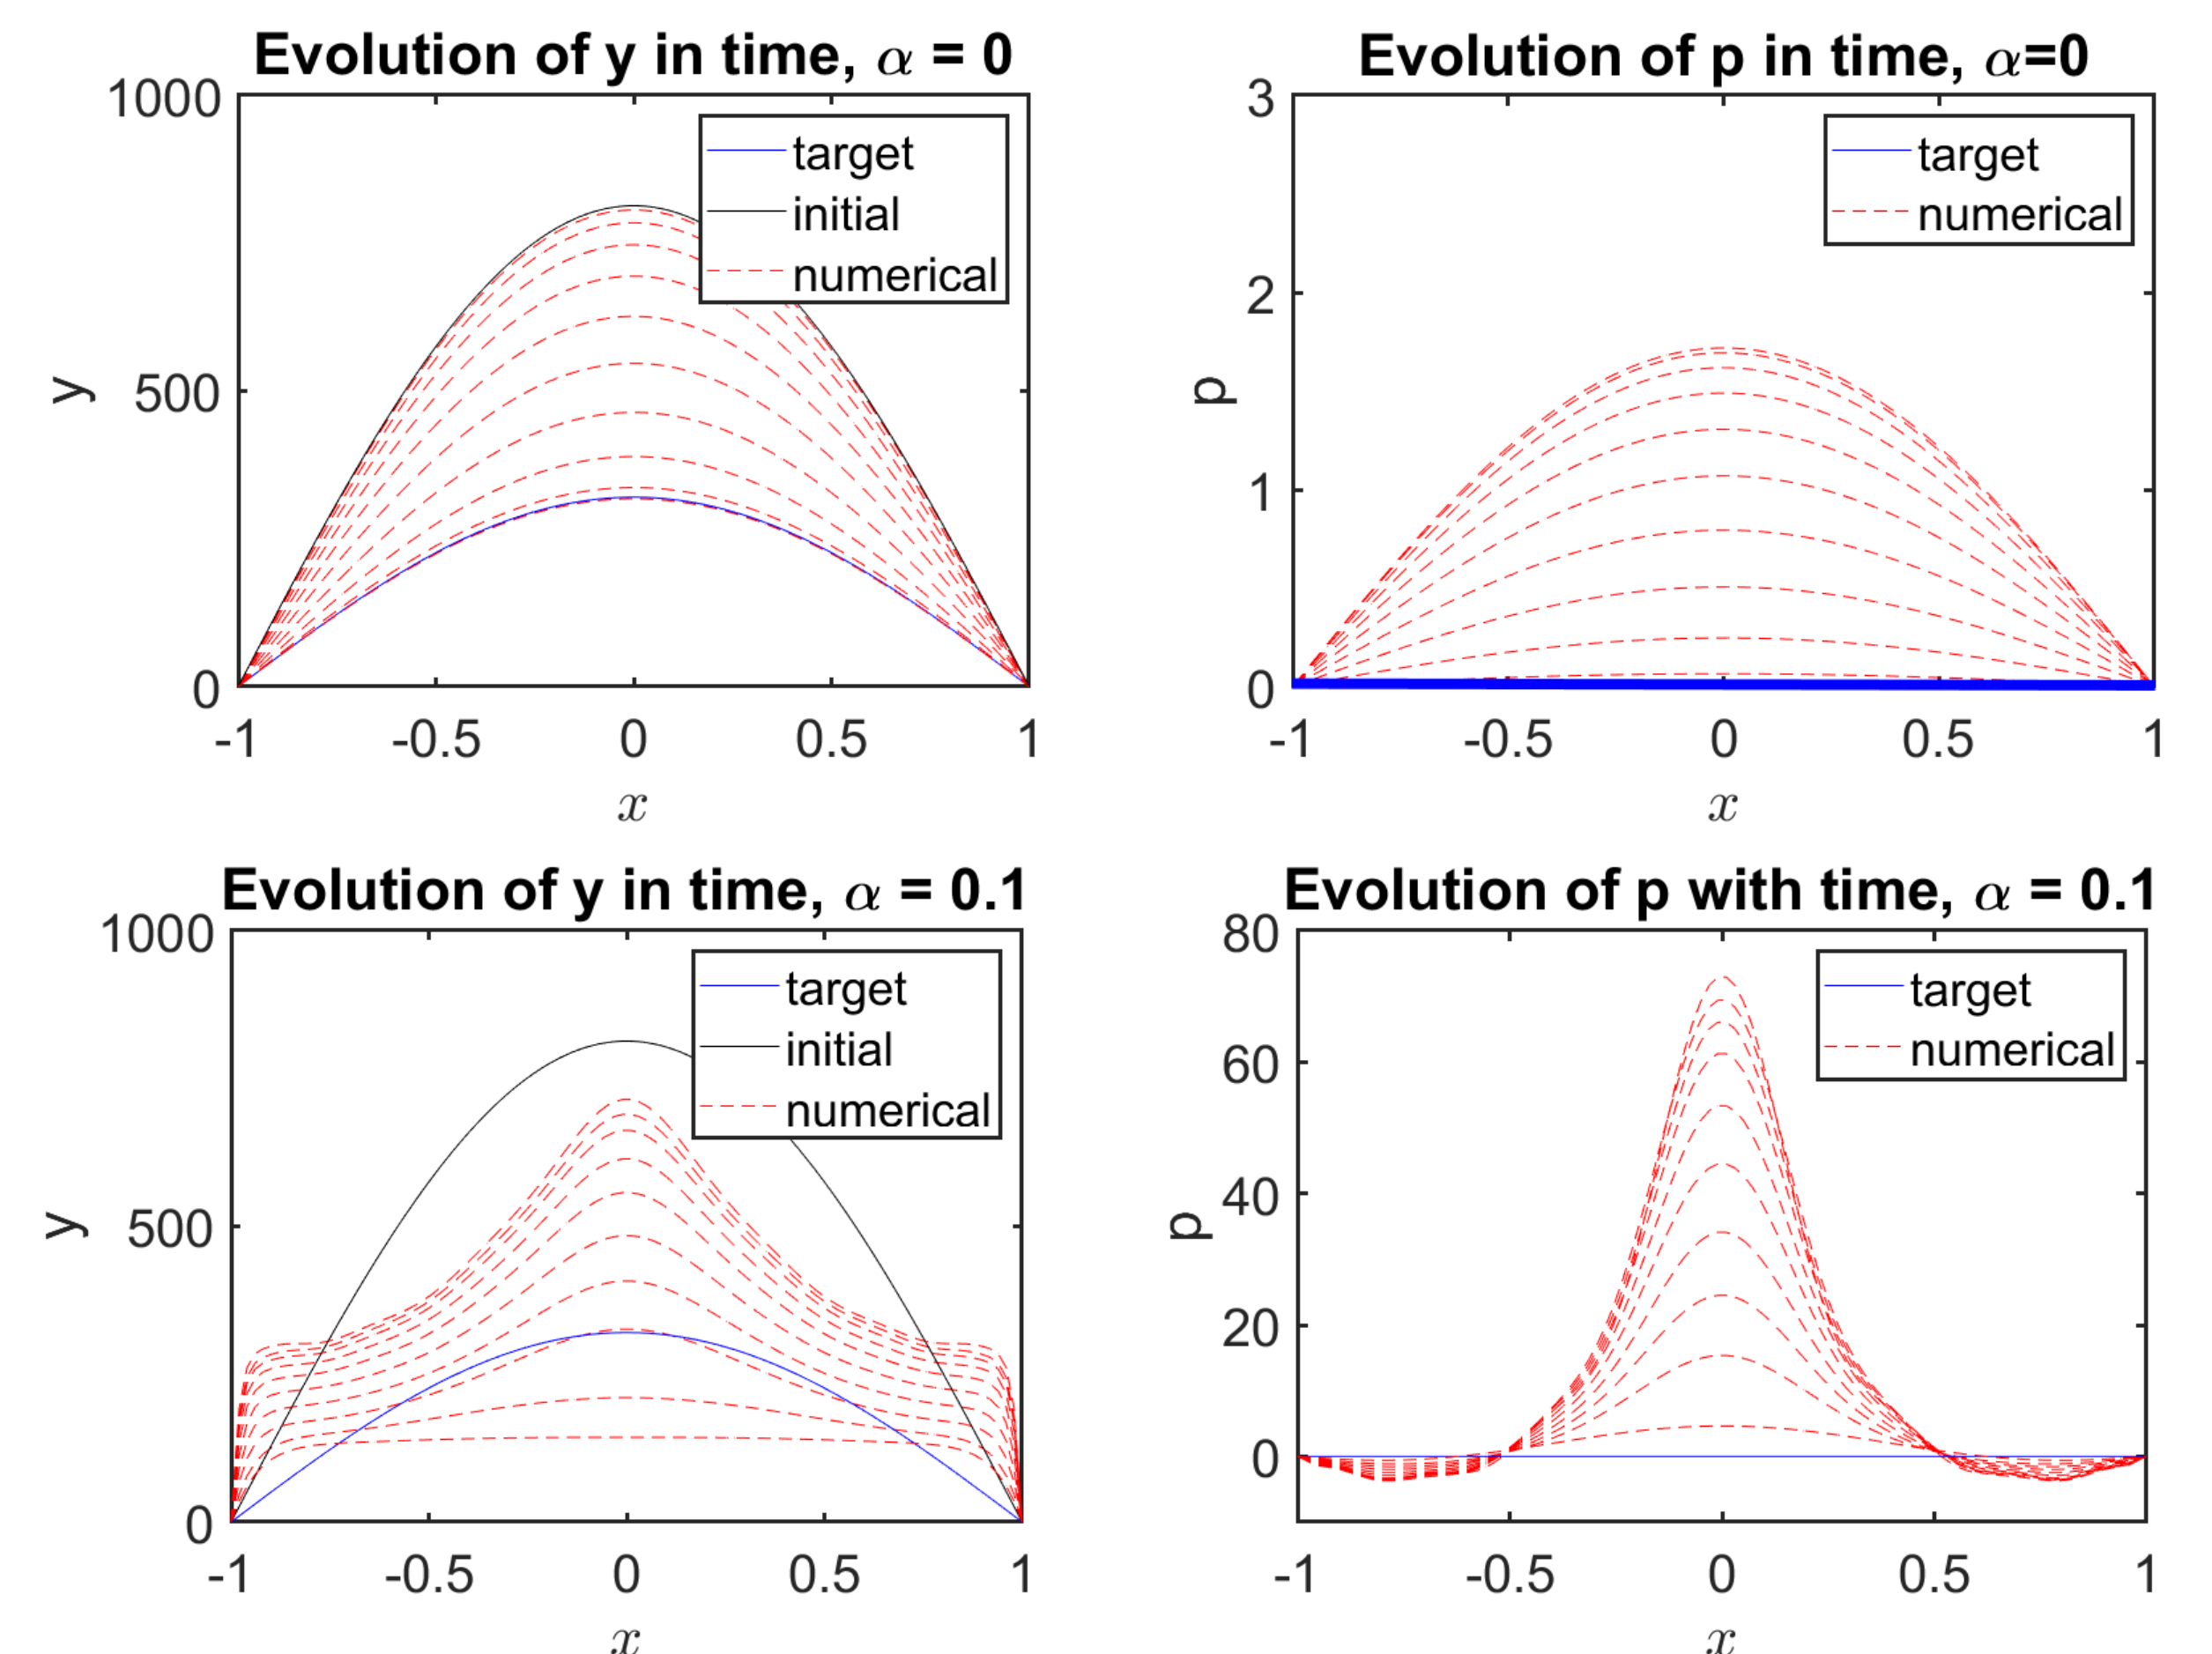 Evolution of y in time, α = 0
1000
500
0
y
-1 -0.5 0 0.5 1
x
target
initial
numerical
Evolution of p in time, α=0
3
2
1
0
p
-1 -0.5 0 0.5 1
x
target
numerical
Evolution of y in time, α = 0.1
1000
500
0
y
-1 -0.5 0 0.5 1
x
target
initial
numerical
Evolution of p with time, α = 0.1
80
60
40
20
0
p
-1 -0.5 0 0.5 1
x
target
numerical